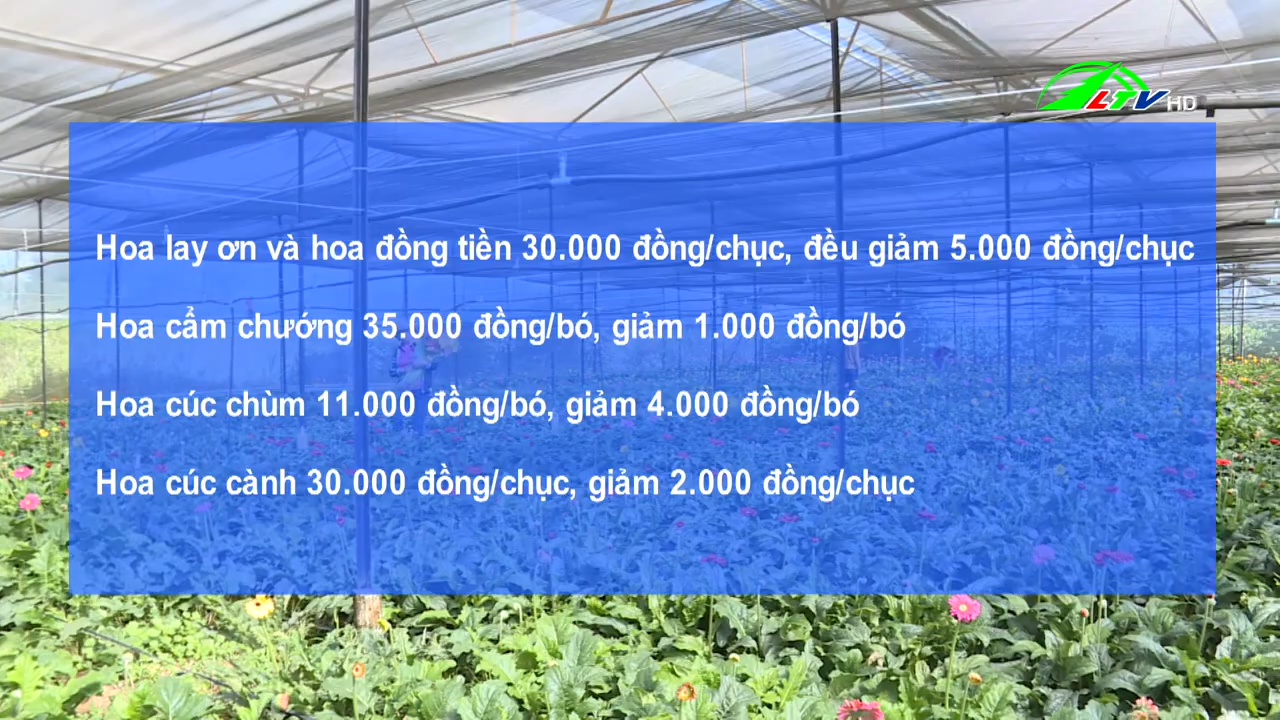 LTV HD
Hoa lay ơn và hoa đồng tiền 30.000 đồng/chục, đều giảm 5.000 đồng/chục
Hoa cẩm chướng 35.000 đồng/bó, giảm 1.000 đồng/bó
Hoa cúc chùm 11.000 đồng/bó, giảm 4.000 đồng/bó
Hoa cúc cành 30.000 đồng/chục, giảm 2.000 đồng/chục